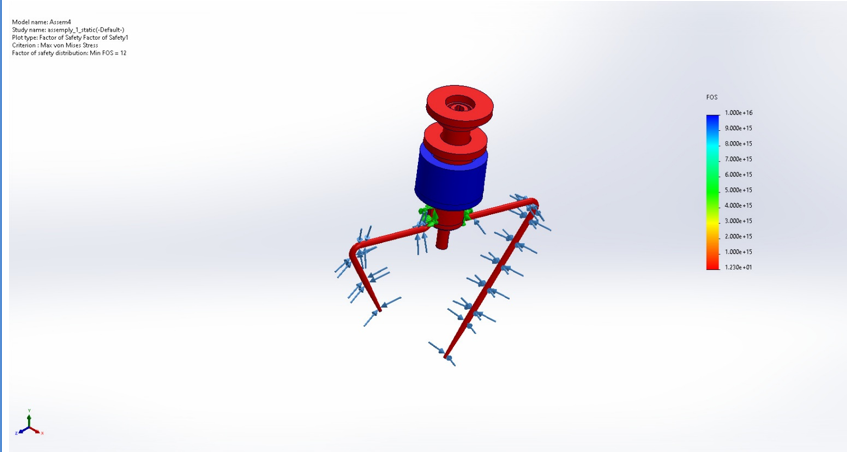 Model name: Assem4
Study name: assemply_1_static(-Default-)
Plot type: Factor of Safety Factor of Safety1
Criterion : Max von Mises Stress
Factor of safety distribution: Min FOS = 12
FOS
1.000e+16
9.000e+15
8.000e+15
7.000e+15
6.000e+15
5.000e+15
4.000e+15
3.000e+15
2.000e+15
1.000e+15
1.230e+01